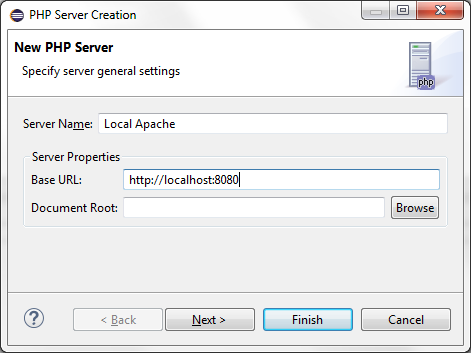 PHP Server Creation
New PHP Server
Specify server general settings
php
Server Name: Local Apache
Server Properties
Base URL: http://localhost:8080
Document Root: Browse
? < Back Next > Finish Cancel